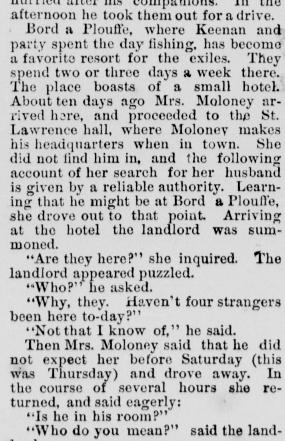 hurried after his companions. In the
afternoon he took them out for a drive.
Bord a Plouffe, where Keenan and
party spent the day fishing, has become
a favorite resort for the exiles. They
spend two or three days a week there.
The place boasts of a small hotel.
About ten days ago Mrs. Moloney ar-
rived here, and proceeded to the St.
Lawrence hall, where Moloney makes
his headquarters when in town. She
did not find him in, and the following
account of her search for her husband
is given by a reliable authority. Learn-
ing that he might be at Bord a Plouffe,
she drove out to that point. Arriving
at the hotel the landlord was sum-
moned.
"Are they here?" she inquired. The
landlord appeared puzzled.
"Who?" he asked.
"Why, they. Haven't four strangers
been here to-day?"
"Not that I know of," he said.
Then Mrs. Moloney said that he did
not expect her before Saturday (this
was Thursday) and drove away. In
the course of several hours she re-
turned, and said eagerly:
"Is he in his room?"
"Who do you mean?" said the land-